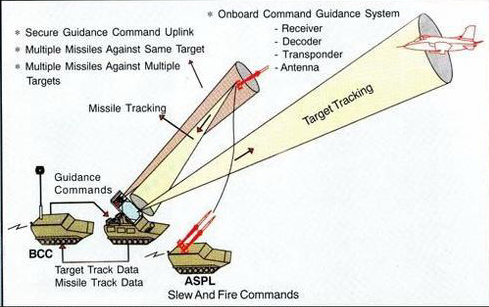 * Secure Guidance Command Uplink
* Multiple Missiles Against Same Target
* Multiple Missiles Against Multiple
Targets
* Onboard Command Guidance System
- Receiver
- Decoder
- Transponder
- Antenna
Missile Tracking
Target Tracking
Guidance
Commands
BCC
Target Track Data
Missile Track Data
ASPL
Slew And Fire Commands